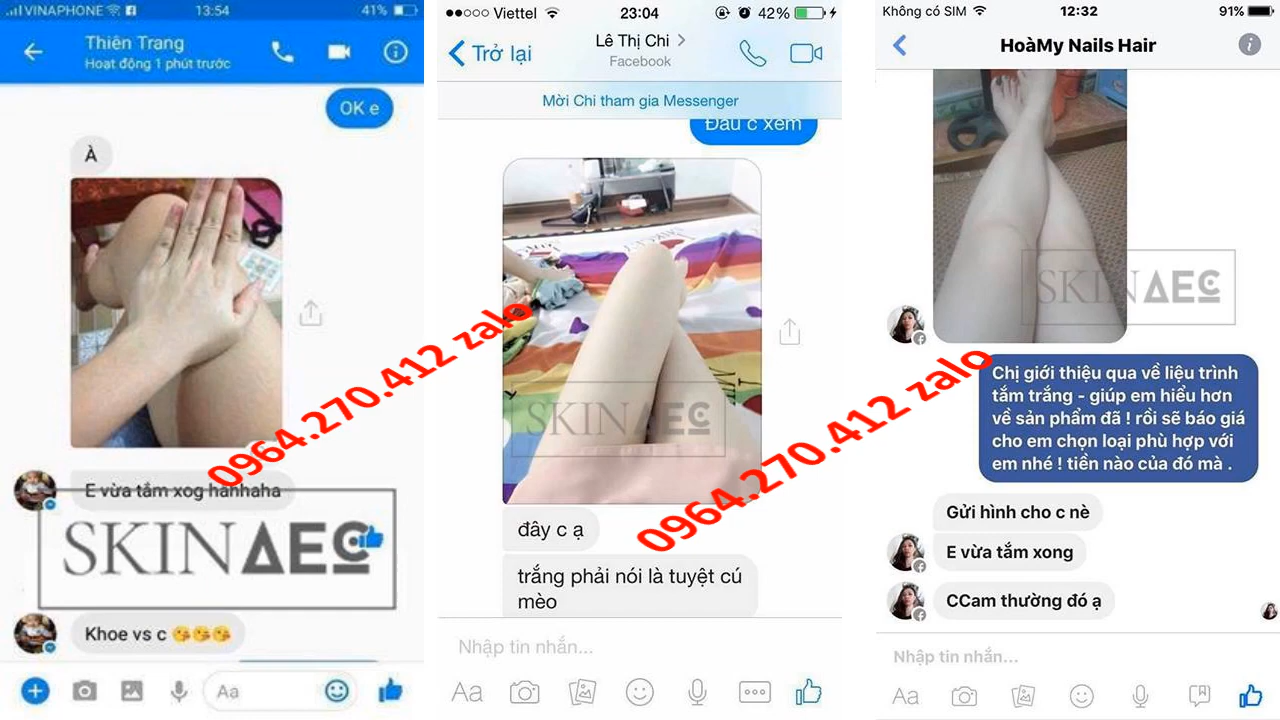 VINAPHONE
13:54
41%
Thiên Trang
Hoạt động 1 phút trước
OK e
À
E vừa tắm xog hahhaha
SKINAEC
Khoe vs c 😘😘😘
Aa
Viettel
23:04
42%
Trở lại
Lê Thị Chi
Facebook
Mời Chi tham gia Messenger
Đâu c xem
SKINAEC
đây c ạ
trắng phải nói là tuyệt cú
mèo
Nhập tin nhắn...
Aa
Không có SIM
12:32
91%
HoàMy Nails Hair
SKINAEC
Chị giới thiệu qua về liệu trình
tắm trắng - giúp em hiểu hơn
về sản phẩm đã ! rồi sẽ báo giá
cho em chọn loại phù hợp với
em nhé ! tiền nào của đó mà .
Gửi hình cho c nè
E vừa tắm xong
CCam thường đó ạ
Nhập tin nhắn...
Aa
0964.270.412 zalo
0964.270.412 zalo